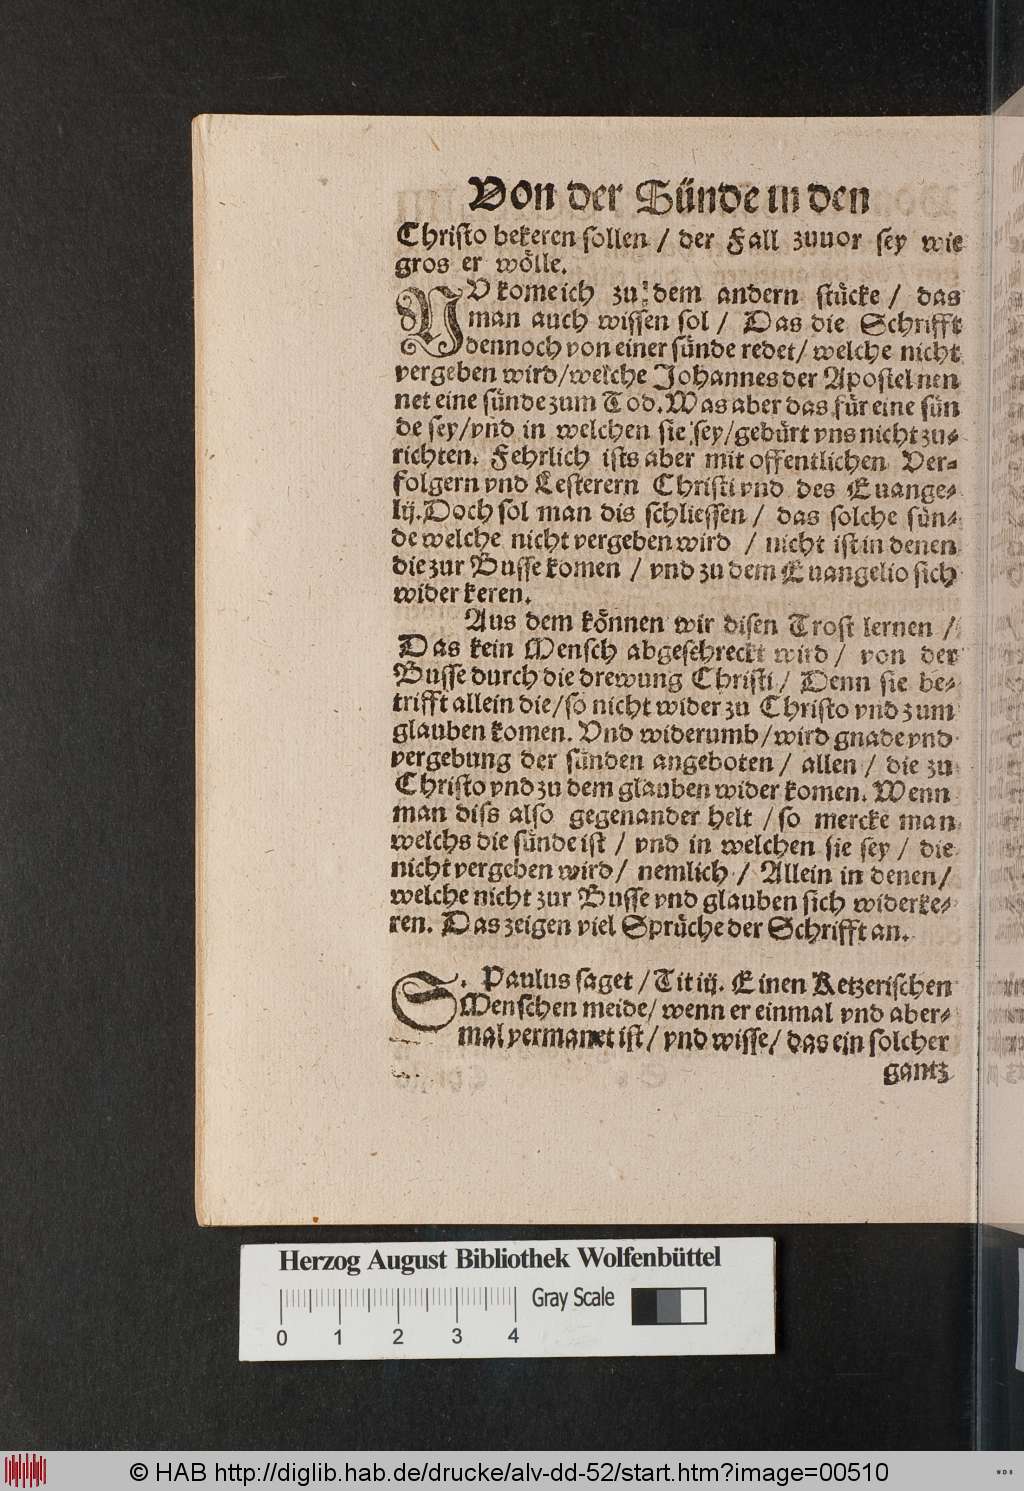 Von der Sünde in den
Christo bekeren sollen / der Fall zuuor sey wie
gros er wölle.
NV kome ich zu dem andern stücke / das
man auch wissen sol / Das die Schrifft
dennoch von einer sünde redet / welche nicht
vergeben wird / welche Johannes der Apostel nen
net eine sünde zum Tod. Was aber das für eine sün
de sey / vnd in welchen sie sey / gebürt vns nicht zu-
richten. Fehrlich ists aber mit offentlichen Ver-
folgern vnd Lesterern Christi vnd des Euange-
lij. Doch sol man dis schliessen / das solche sün-
de welche nicht vergeben wird / nicht ist in denen
die zur Busse komen / vnd zu dem Euangelio sich
wider keren.
Aus dem können wir disen Trost lernen /
Das kein Mensch abgeschreckt wird / von der
Busse durch die drewung Christi / Denn sie be-
trifft allein die / so nicht wider zu Christo vnd zum
glauben komen. Vnd widerumb / wird gnade vnd
vergebung der sünden angeboten / allen / die zu
Christo vnd zu dem glauben wider komen. Wenn
man diss also gegenander helt / so mercke man
welchs die sünde ist / vnd in welchen sie sey / die
nicht vergeben wird / nemlich / Allein in denen /
welche nicht zur Busse vnd glauben sich widerke-
ren. Das zeigen viel Sprüche der Schrifft an.
S. Paulus saget / Tit iij. Einen Ketzerischen
Menschen meide / wenn er einmal vnd aber-
mal vermanet ist / vnd wisse / das ein solcher
gantz
Herzog August Bibliothek Wolfenbüttel
Gray Scale
0 1 2 3 4
© HAB http://diglib.hab.de/drucke/alv-dd-52/start.htm?image=00510